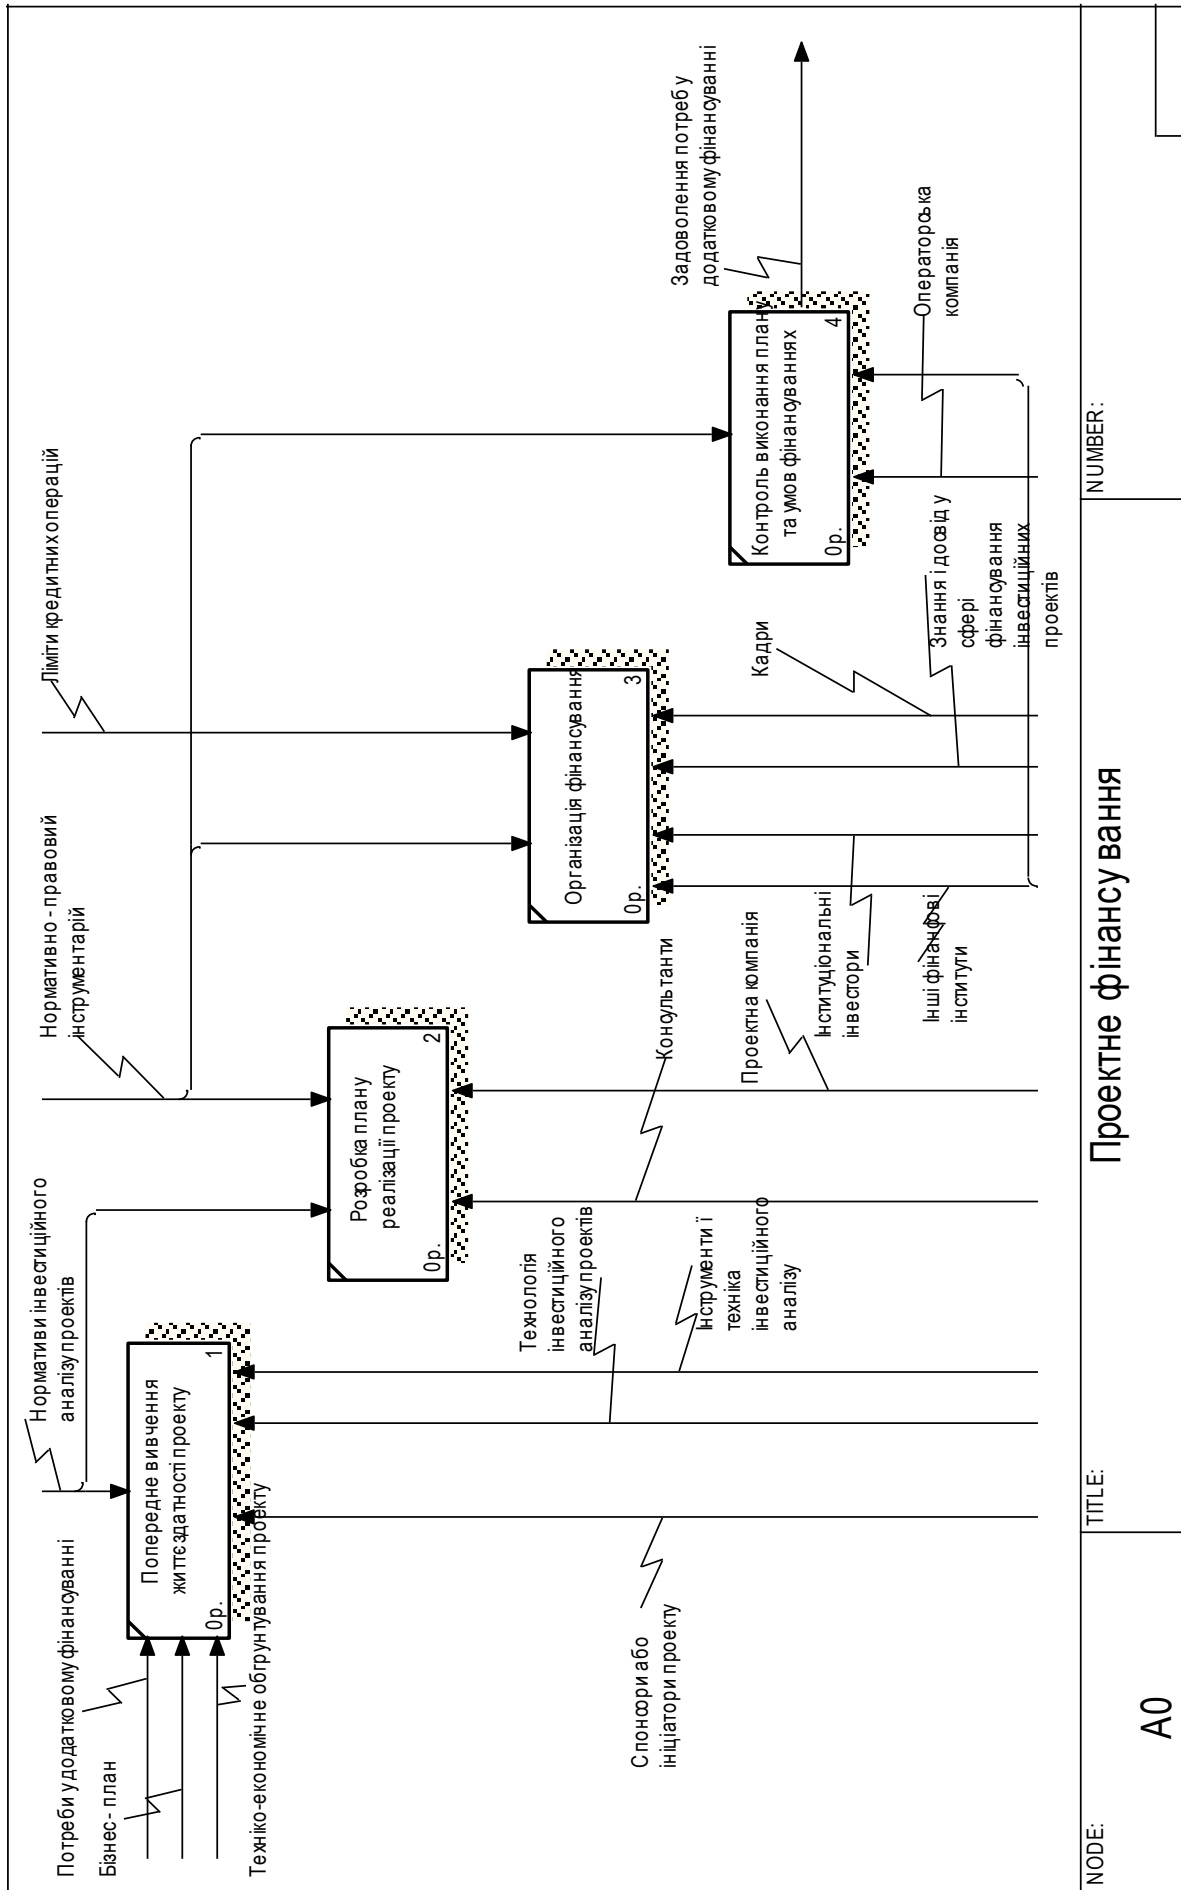 Потреби у додатковому фінансуванні
Бізнес - план
Техніко-економічне обгрунтування проекту
Нормативи інвестиційного
аналізу проектів
Нормативно - правовий
інструментарій
Ліміти кредитних операцій
Попередне вивчення
життєздатності проекту
0р.
1
Розробка плану
реалізації проекту
0р.
2
Організація фінансування
0р.
3
Контроль виконання плану
та умов фінансуваннях
0р.
4
Задоволення потреб у
додатковому фінансуванні
Спонсори або
ініціатори проекту
Технологія
інвестиційного
аналізу проектів
Інструменти ї
техніка
інвестиційного
аналізу
Консультанти
Проектна компанія
Інституціональні
інвестори
Інші фінансові
інститути
Кадри
Знання і досвід у
сфері
фінансування
інвестиційних
проектів
Операторська
компанія
NODE:
A0
TITLE:
Проектне фінансування
NUMBER: